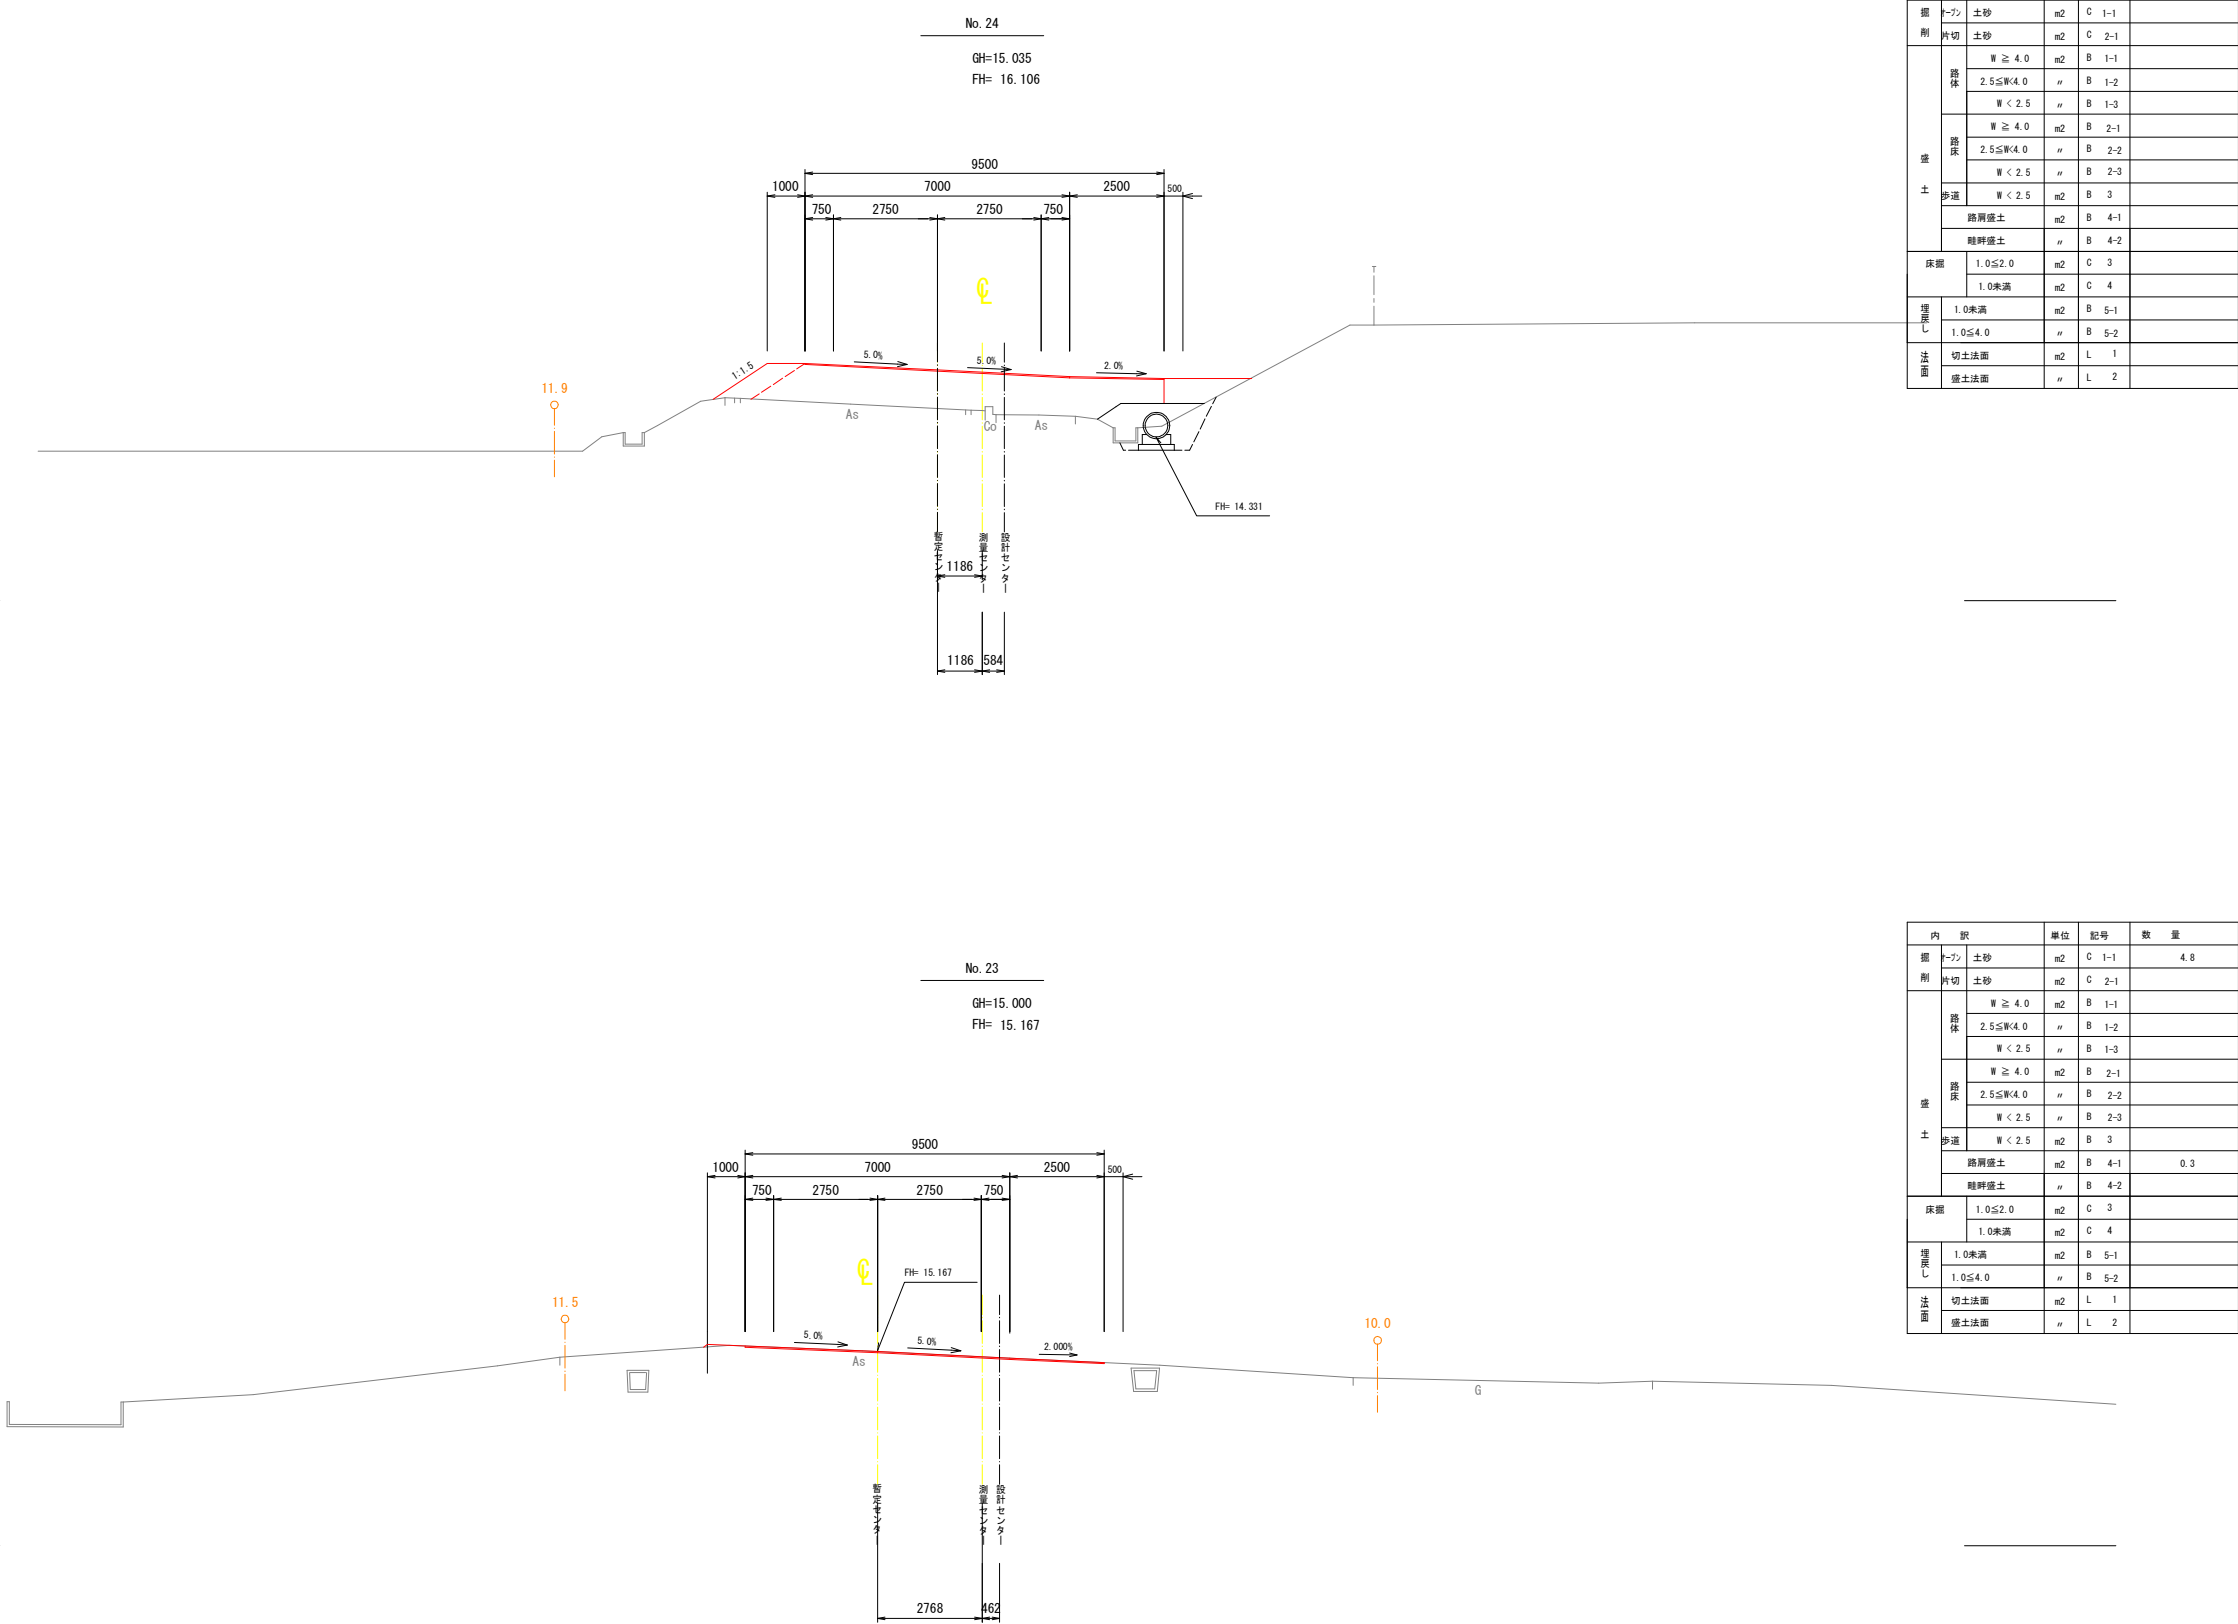 No. 24
GH=15.035
FH= 16.106
9500
1000 7000 2500 500
750 2750 2750 750
℄
1:1.5 5.0% 5.0% 2.0%
11.9
As Co As
FH= 14.331
暫定センター 測量センター 設計センター
1186
1186 584
掘削 オープン 土砂 m2 C 1-1
片切 土砂 m2 C 2-1
盛土 路体 W ≧ 4.0 m2 B 1-1
2.5≦W<4.0 〃 B 1-2
W < 2.5 〃 B 1-3
路床 W ≧ 4.0 m2 B 2-1
2.5≦W<4.0 〃 B 2-2
W < 2.5 〃 B 2-3
歩道 W < 2.5 m2 B 3
路肩盛土 m2 B 4-1
畦畔盛土 〃 B 4-2
床掘 1.0≦2.0 m2 C 3
1.0未満 m2 C 4
埋戻し 1.0未満 m2 B 5-1
1.0≦4.0 〃 B 5-2
法面 切土法面 m2 L 1
盛土法面 〃 L 2
No. 23
GH=15.000
FH= 15.167
9500
1000 7000 2500 500
750 2750 2750 750
℄
FH= 15.167
11.5
10.0
5.0% 5.0% 2.000%
As
G
暫定センター 測量センター 設計センター
2768 462
内訳 単位 記号 数量
掘削 オープン 土砂 m2 C 1-1 4.8
片切 土砂 m2 C 2-1
盛土 路体 W ≧ 4.0 m2 B 1-1
2.5≦W<4.0 〃 B 1-2
W < 2.5 〃 B 1-3
路床 W ≧ 4.0 m2 B 2-1
2.5≦W<4.0 〃 B 2-2
W < 2.5 〃 B 2-3
歩道 W < 2.5 m2 B 3
路肩盛土 m2 B 4-1 0.3
畦畔盛土 〃 B 4-2
床掘 1.0≦2.0 m2 C 3
1.0未満 m2 C 4
埋戻し 1.0未満 m2 B 5-1
1.0≦4.0 〃 B 5-2
法面 切土法面 m2 L 1
盛土法面 〃 L 2